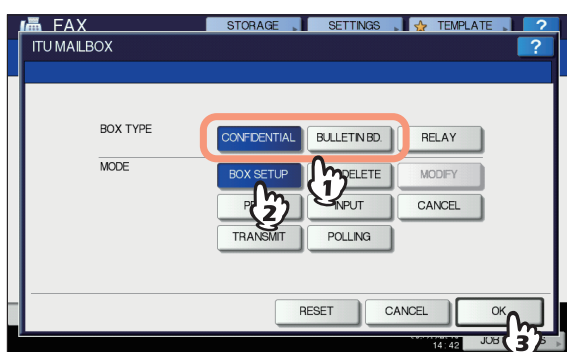 FAX STORAGE SETTINGS TEMPLATE ?
ITU MAILBOX ?
BOX TYPE CONFIDENTIAL BULLETIN BD. RELAY
MODE BOX SETUP DELETE MODIFY
INPUT CANCEL
TRANSMIT POLLING
RESET CANCEL OK
14:42 JOB
1
2
3